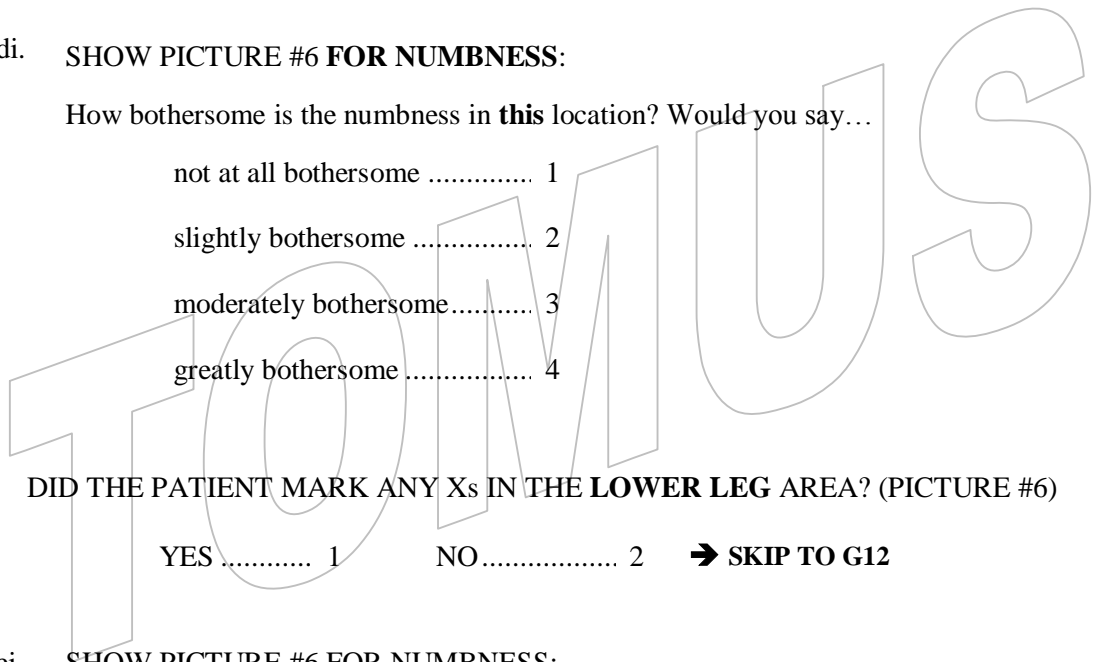 di. SHOW PICTURE #6 FOR NUMBNESS:
How bothersome is the numbness in this location? Would you say…
not at all bothersome .............. 1
slightly bothersome ................ 2
moderately bothersome........... 3
greatly bothersome ................. 4
DID THE PATIENT MARK ANY Xs IN THE LOWER LEG AREA? (PICTURE #6)
YES ............ 1 NO ................. 2 ➔ SKIP TO G12
ei. SHOW PICTURE #6 FOR NUMBNESS:
TOMUS